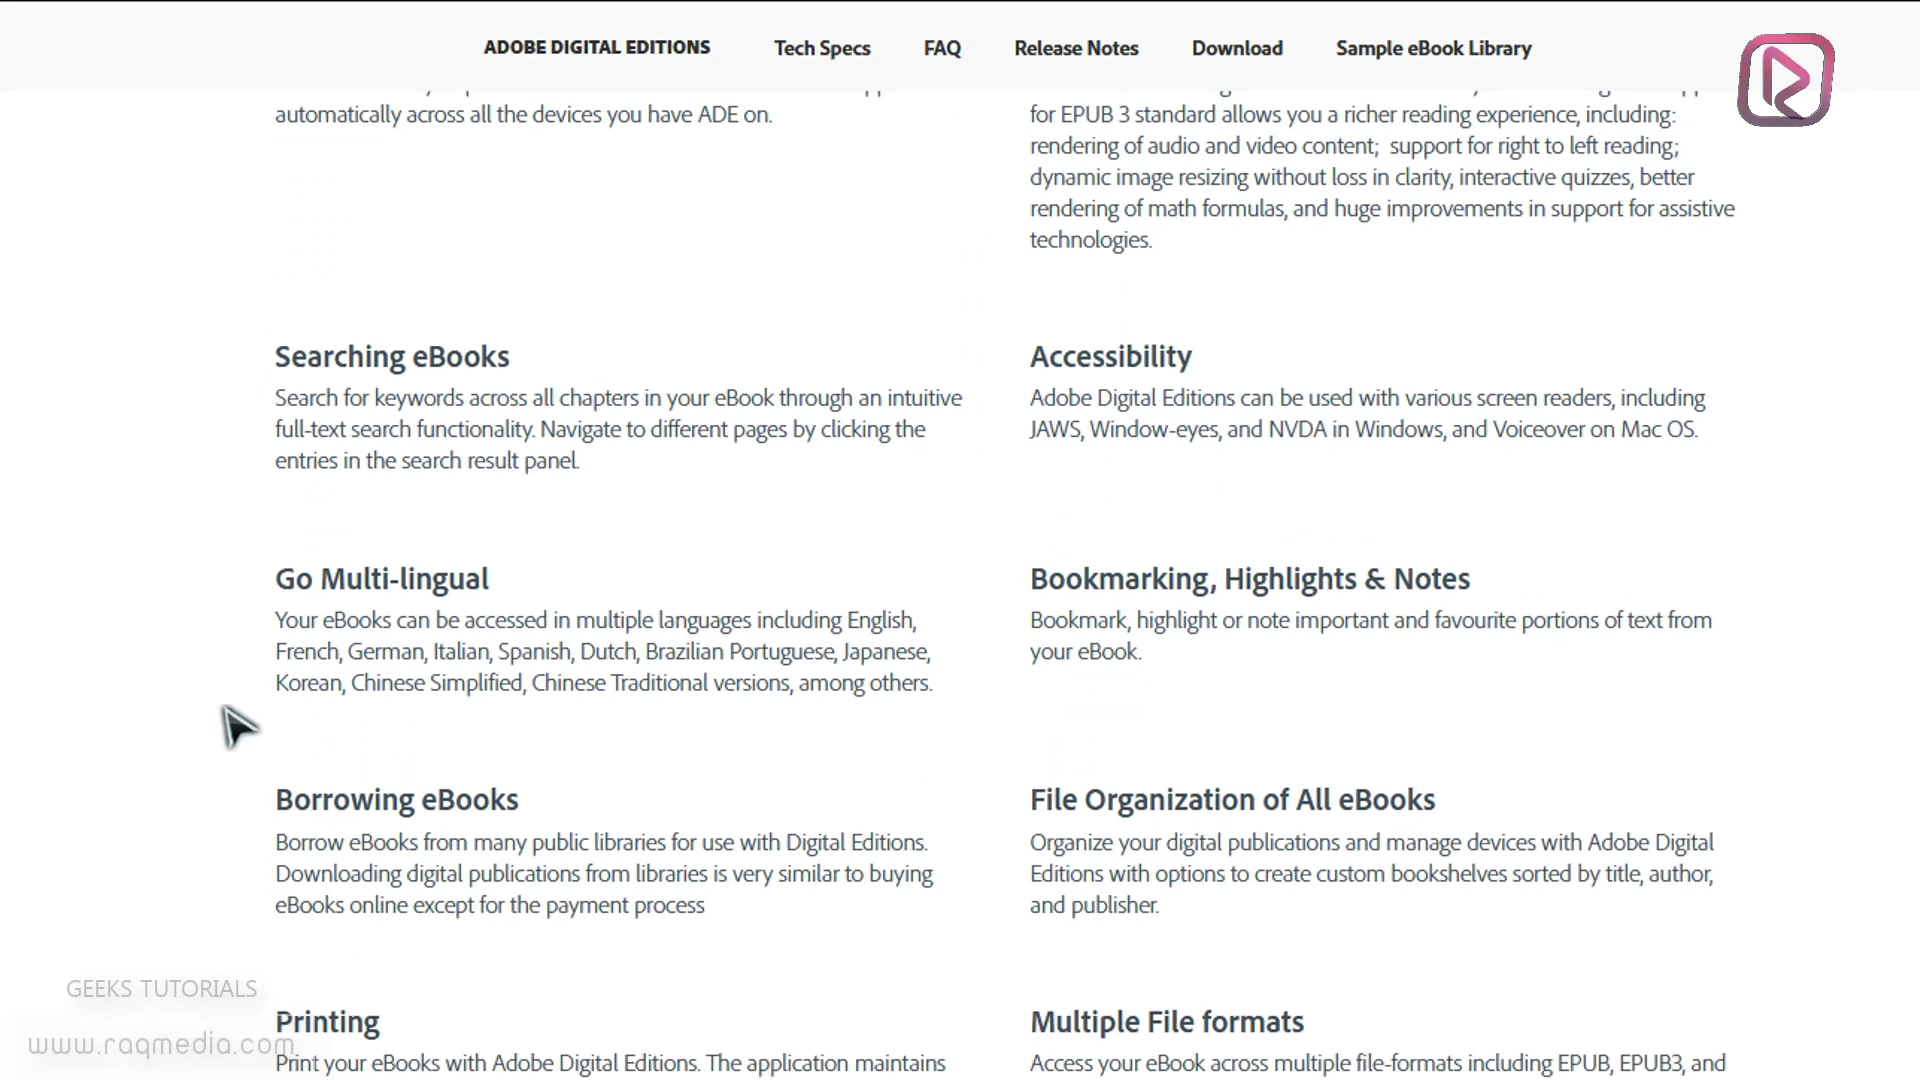 ADOBE DIGITAL EDITIONS
Tech Specs
FAQ
Release Notes
Download
Sample eBook Library
automatically across all the devices you have ADE on.
for EPUB 3 standard allows you a richer reading experience, including:
rendering of audio and video content;  support for right to left reading;
dynamic image resizing without loss in clarity, interactive quizzes, better
rendering of math formulas, and huge improvements in support for assistive
technologies.
Searching eBooks
Search for keywords across all chapters in your eBook through an intuitive
full-text search functionality. Navigate to different pages by clicking the
entries in the search result panel.
Accessibility
Adobe Digital Editions can be used with various screen readers, including
JAWS, Window-eyes, and NVDA in Windows, and Voiceover on Mac OS.
Go Multi-lingual
Your eBooks can be accessed in multiple languages including English,
French, German, Italian, Spanish, Dutch, Brazilian Portuguese, Japanese,
Korean, Chinese Simplified, Chinese Traditional versions, among others.
Bookmarking, Highlights & Notes
Bookmark, highlight or note important and favourite portions of text from
your eBook.
Borrowing eBooks
Borrow eBooks from many public libraries for use with Digital Editions.
Downloading digital publications from libraries is very similar to buying
eBooks online except for the payment process
File Organization of All eBooks
Organize your digital publications and manage devices with Adobe Digital
Editions with options to create custom bookshelves sorted by title, author,
and publisher.
Printing
Print your eBooks with Adobe Digital Editions. The application maintains
Multiple File formats
Access your eBook across multiple file-formats including EPUB, EPUB3, and
GEEKS TUTORIALS
www.raqmedia.com